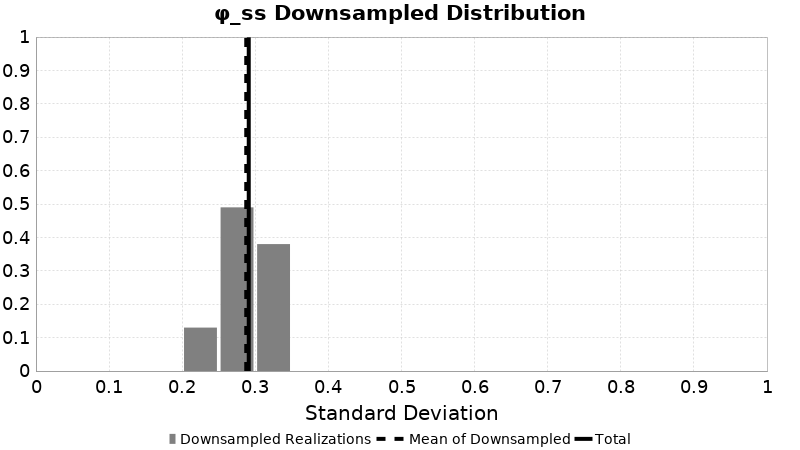 φ_ss Downsampled Distribution
1
0.9
0.8
0.7
0.6
0.5
0.4
0.3
0.2
0.1
0
0 0.1 0.2 0.3 0.4 0.5 0.6 0.7 0.8 0.9 1
Standard Deviation
Downsampled Realizations Mean of Downsampled Total